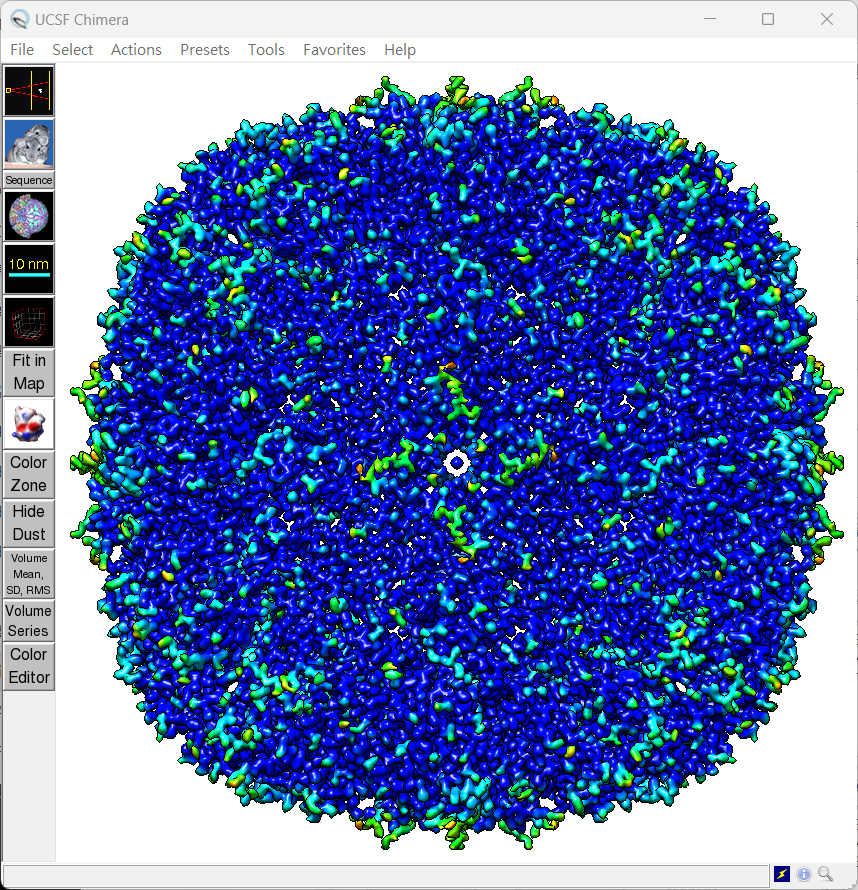 UCSF Chimera
File Select Actions Presets Tools Favorites Help
Sequence
10 nm
Fit in
Map
Color
Zone
Hide
Dust
Volume
Mean,
SD, RMS
Volume
Series
Color
Editor